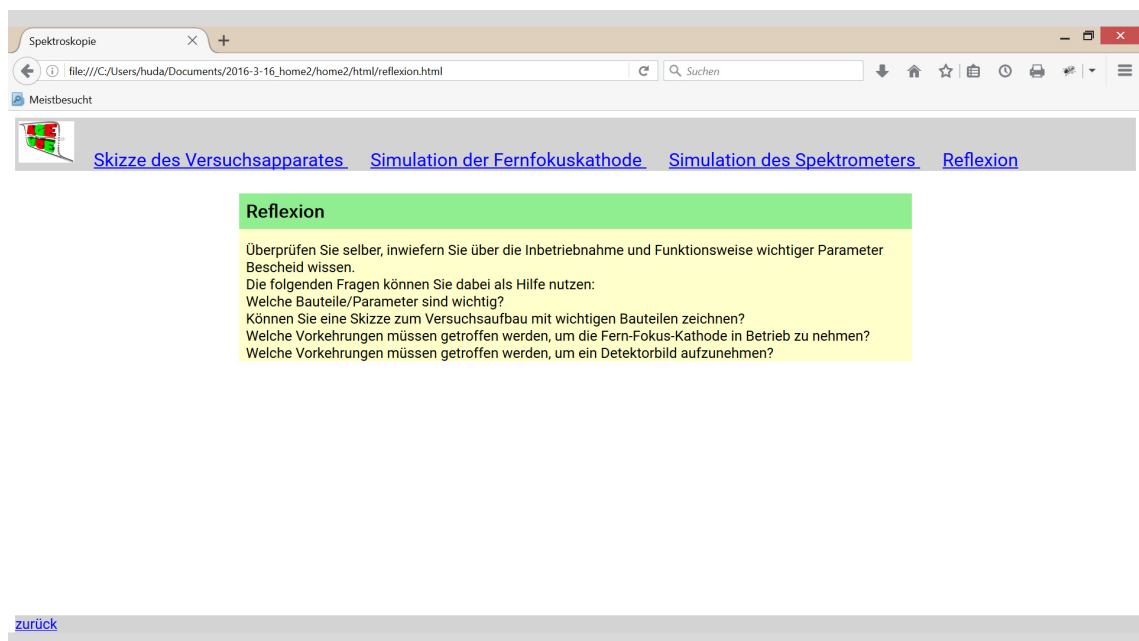 Spektroskopie
file:///C:/Users/huda/Documents/2016-3-16_home2/home2/html/reflexion.html
Suchen
Meistbesucht
Skizze des Versuchsapparates Simulation der Fernfokuskathode Simulation des Spektrometers Reflexion
Reflexion
Überprüfen Sie selber, inwiefern Sie über die Inbetriebnahme und Funktionsweise wichtiger Parameter
Bescheid wissen.
Die folgenden Fragen können Sie dabei als Hilfe nutzen:
Welche Bauteile/Parameter sind wichtig?
Können Sie eine Skizze zum Versuchsaufbau mit wichtigen Bauteilen zeichnen?
Welche Vorkehrungen müssen getroffen werden, um die Fern-Fokus-Kathode in Betrieb zu nehmen?
Welche Vorkehrungen müssen getroffen werden, um ein Detektorbild aufzunehmen?
zurück